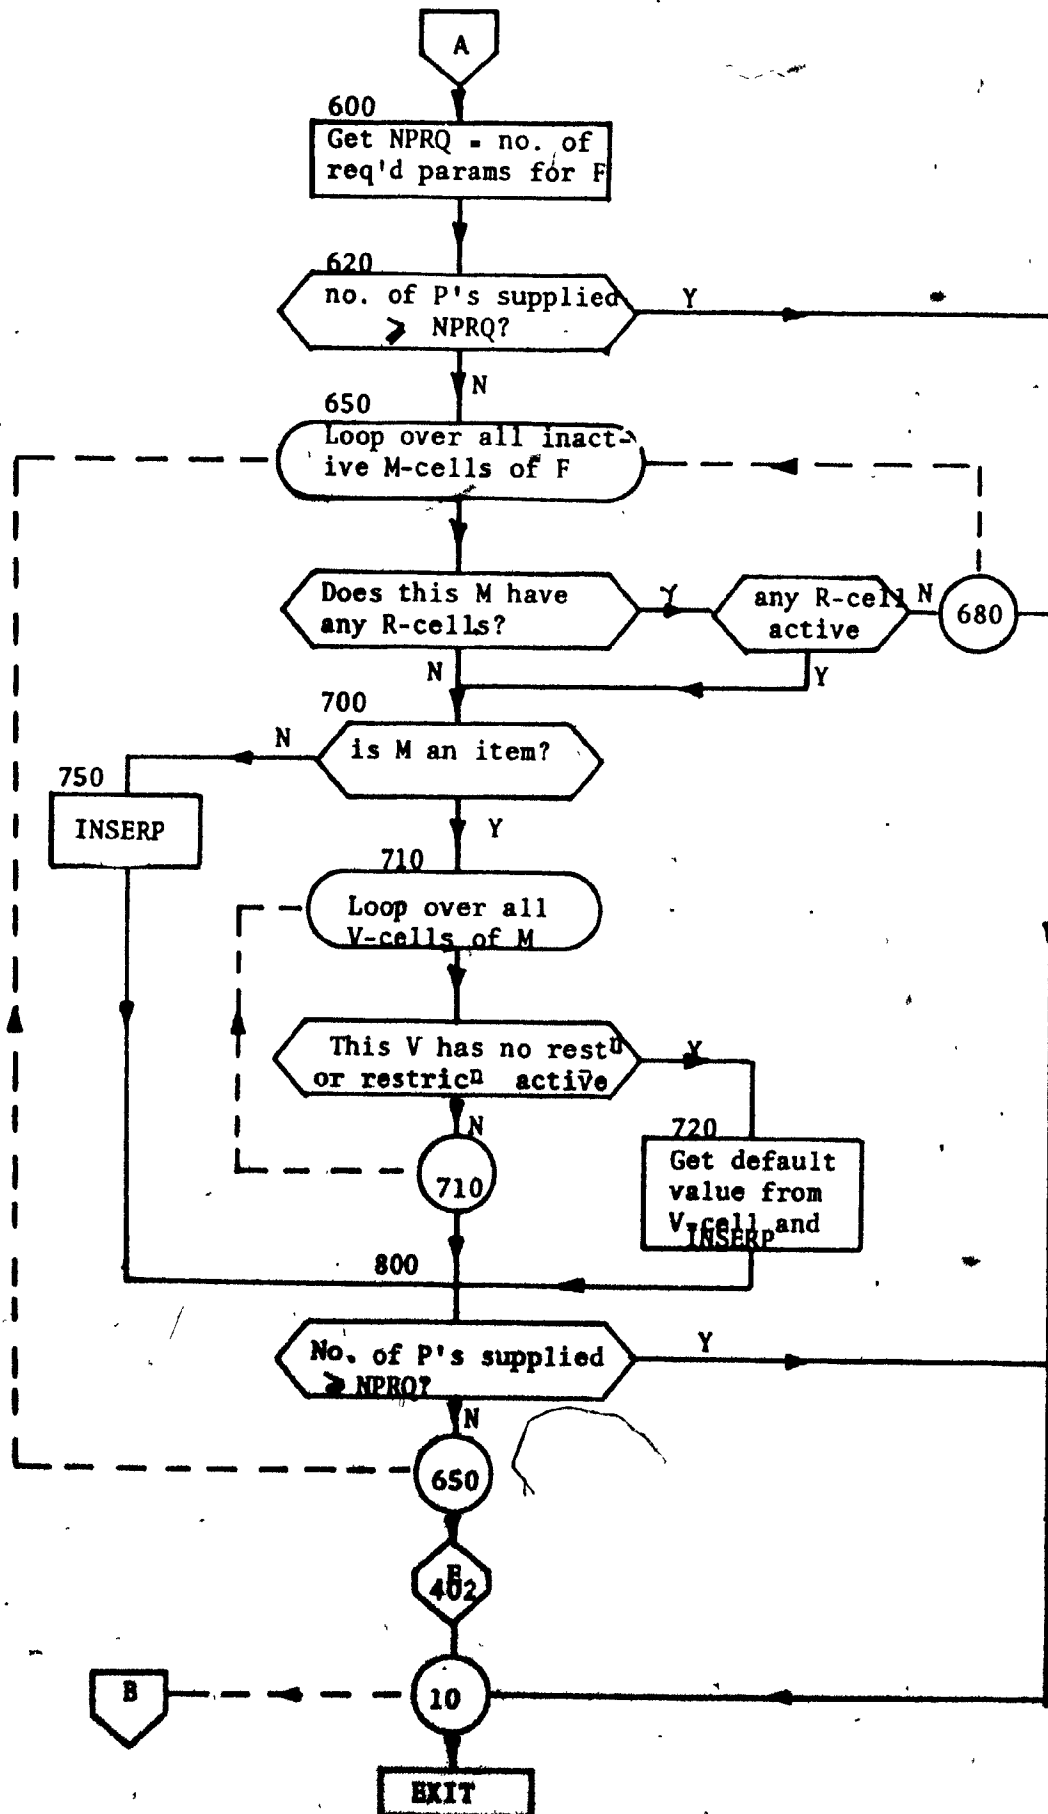 A
600
Get NPRQ = no. of
req'd params for F
620
no. of P's supplied
Y
⩾ NPRQ?
N
650
Loop over all inact-
ive M-cells of F
Does this M have
any R-cells?
Y
any R-cell
active
N
680
N
Y
700
is M an item?
N
750
INSERP
Y
710
Loop over all
V-cells of M
This V has no restⁿ
or restricⁿ active
Y
N
710
720
Get default
value from
V-cell and
INSERP
800
No. of P's supplied
⩾ NPRQ?
Y
N
650
E
402
B
10
EXIT